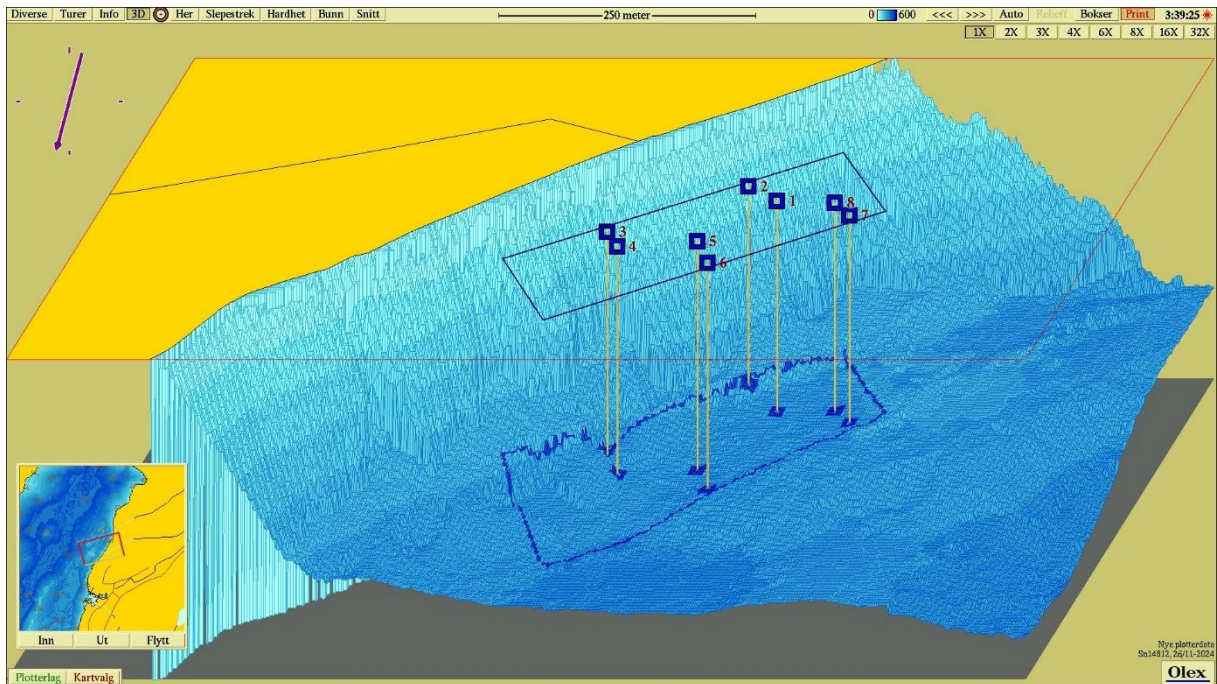 Diverse Turer Info 3D Her Slepestrek Hardhet Bunn Snitt 250 meter 0 600 <<< >>> Auto Relieff Bokser Print 3:39:25
1X 2X 3X 4X 6X 8X 16X 32X
2
1
8
7
3
4
5
6
Inn Ut Flytt
Nye plotterdata
Sn14812, 26/11-2024
Plotterlag Kartvalg
Olex